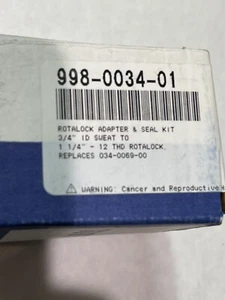 998-0034-01
ROTALOCK ADAPTER & SEAL KIT
3/4" ID SWEAT TO
1 1/4" - 12 THD ROTALOCK.
REPLACES 034-0069-00
⚠ WARNING: Cancer and Reproductive H